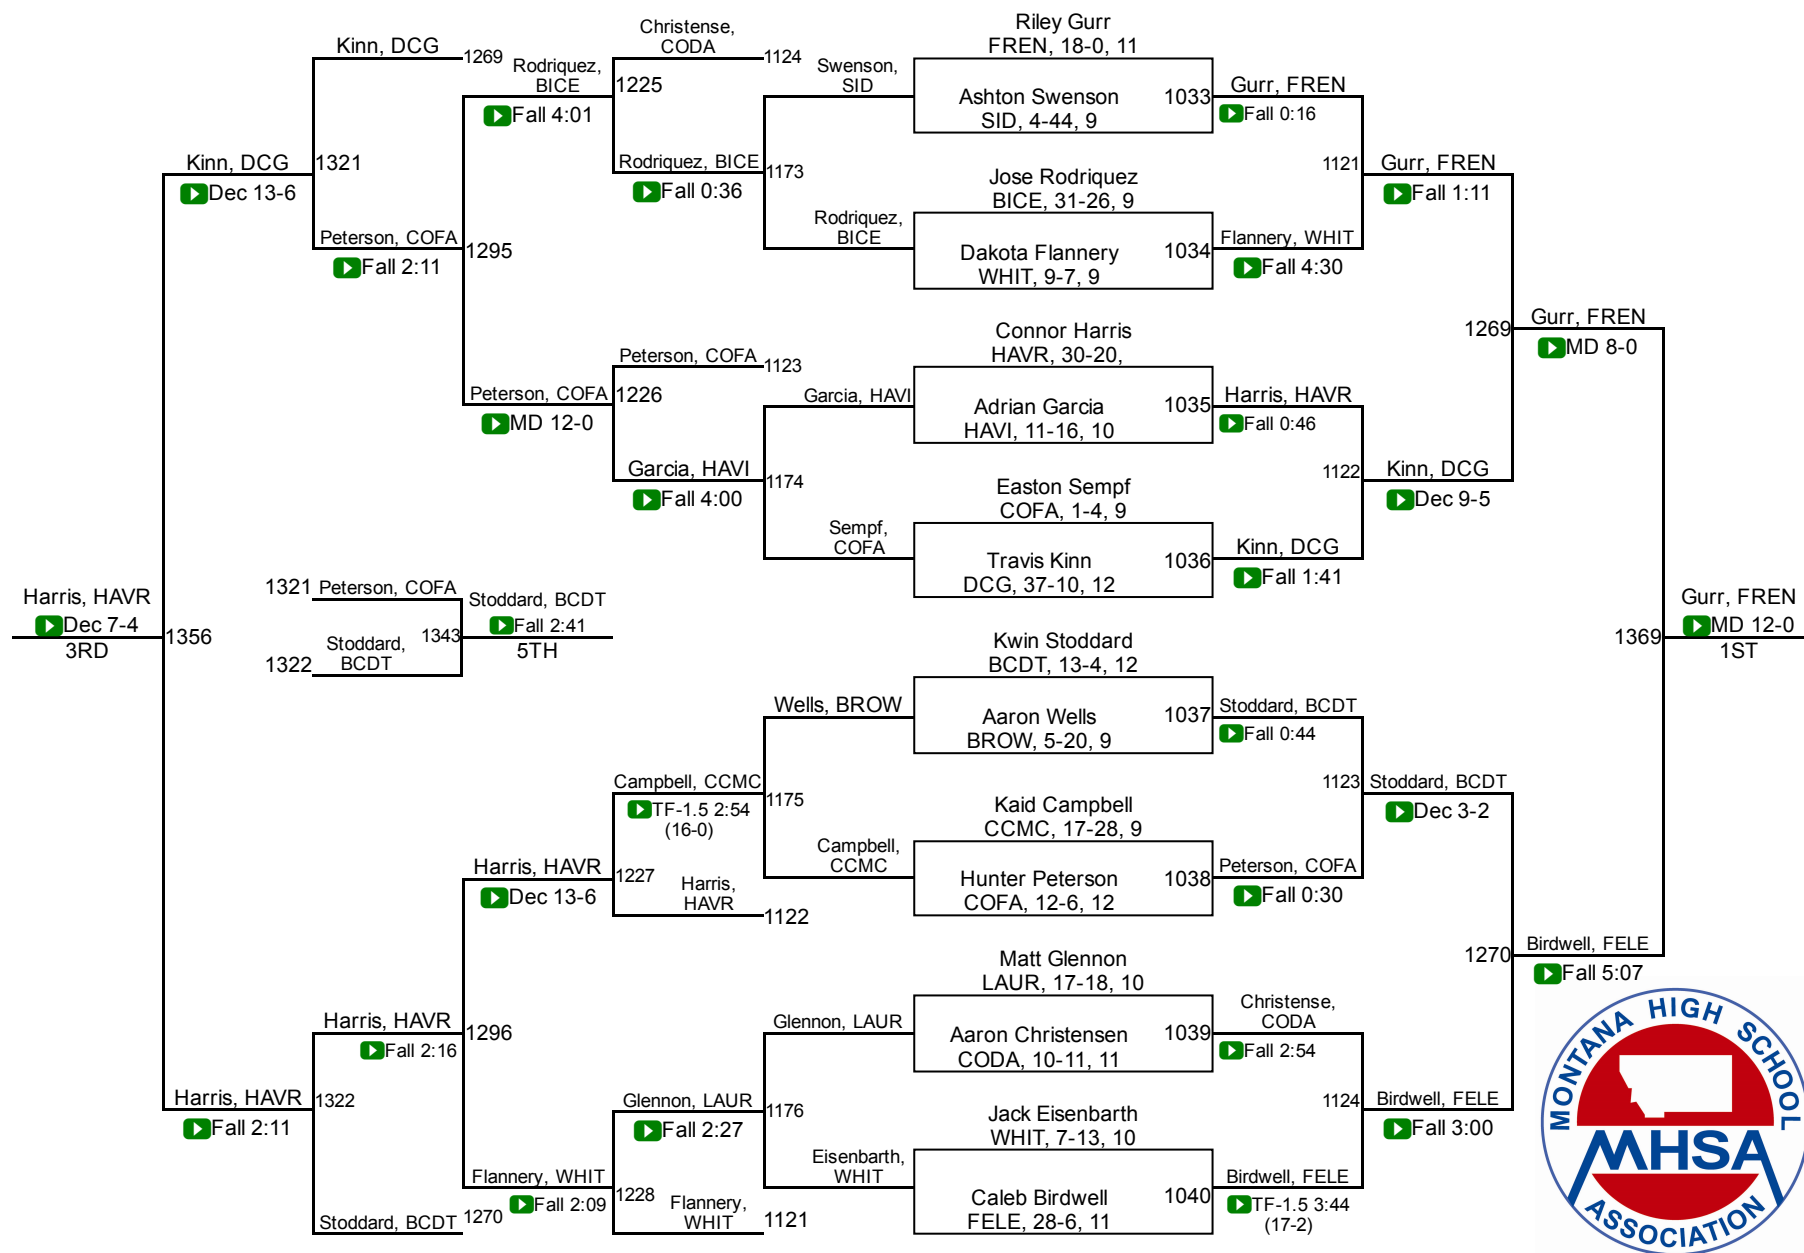 Kinn, DCG
1269
Kinn, DCG
Dec 13-6
1321
Peterson, COFA
Fall 2:11
Rodriquez,
BICE
Fall 4:01
1295
Christense,
CODA
1124
1225
Rodriquez, BICE
Fall 0:36
1173
Swenson,
SID
Rodriquez,
BICE
Peterson, COFA
MD 12-0
Peterson, COFA
1123
1226
Garcia, HAVI
Fall 4:00
1174
Garcia, HAVI
Sempf,
COFA
Harris, HAVR
Dec 7-4
3RD
1356
1321
Peterson, COFA
1322
Stoddard,
BCDT
1343
Stoddard, BCDT
Fall 2:41
5TH
Wells, BROW
Campbell, CCMC
TF-1.5 2:54
(16-0)
1175
Campbell,
CCMC
Harris, HAVR
Dec 13-6
1227
Harris,
HAVR
1122
Harris, HAVR
Fall 2:16
1296
Harris, HAVR
Fall 2:11
1322
Glennon, LAUR
Glennon, LAUR
Fall 2:27
1176
Eisenbarth,
WHIT
Flannery, WHIT
Fall 2:09
1228
Flannery,
WHIT
1121
Stoddard, BCDT
1270
Riley Gurr
FREN, 18-0, 11
Ashton Swenson
SID, 4-44, 9
1033
Jose Rodriquez
BICE, 31-26, 9
Dakota Flannery
WHIT, 9-7, 9
1034
Connor Harris
HAVR, 30-20,
Adrian Garcia
HAVI, 11-16, 10
1035
Easton Sempf
COFA, 1-4, 9
Travis Kinn
DCG, 37-10, 12
1036
Kwin Stoddard
BCDT, 13-4, 12
Aaron Wells
BROW, 5-20, 9
1037
Kaid Campbell
CCMC, 17-28, 9
Hunter Peterson
COFA, 12-6, 12
1038
Matt Glennon
LAUR, 17-18, 10
Aaron Christensen
CODA, 10-11, 11
1039
Jack Eisenbarth
WHIT, 7-13, 10
Caleb Birdwell
FELE, 28-6, 11
1040
Gurr, FREN
Fall 0:16
1121
Flannery, WHIT
Fall 4:30
Gurr, FREN
Fall 1:11
Harris, HAVR
Fall 0:46
1122
Kinn, DCG
Fall 1:41
Kinn, DCG
Dec 9-5
1269
Gurr, FREN
MD 8-0
Stoddard, BCDT
Fall 0:44
1123
Peterson, COFA
Fall 0:30
Stoddard, BCDT
Dec 3-2
Christense,
CODA
Fall 2:54
1124
Birdwell, FELE
TF-1.5 3:44
(17-2)
Birdwell, FELE
Fall 3:00
1270
Birdwell, FELE
Fall 5:07
1369
Gurr, FREN
MD 12-0
1ST
MONTANA HIGH SCHOOL
MHSA
ASSOCIATION